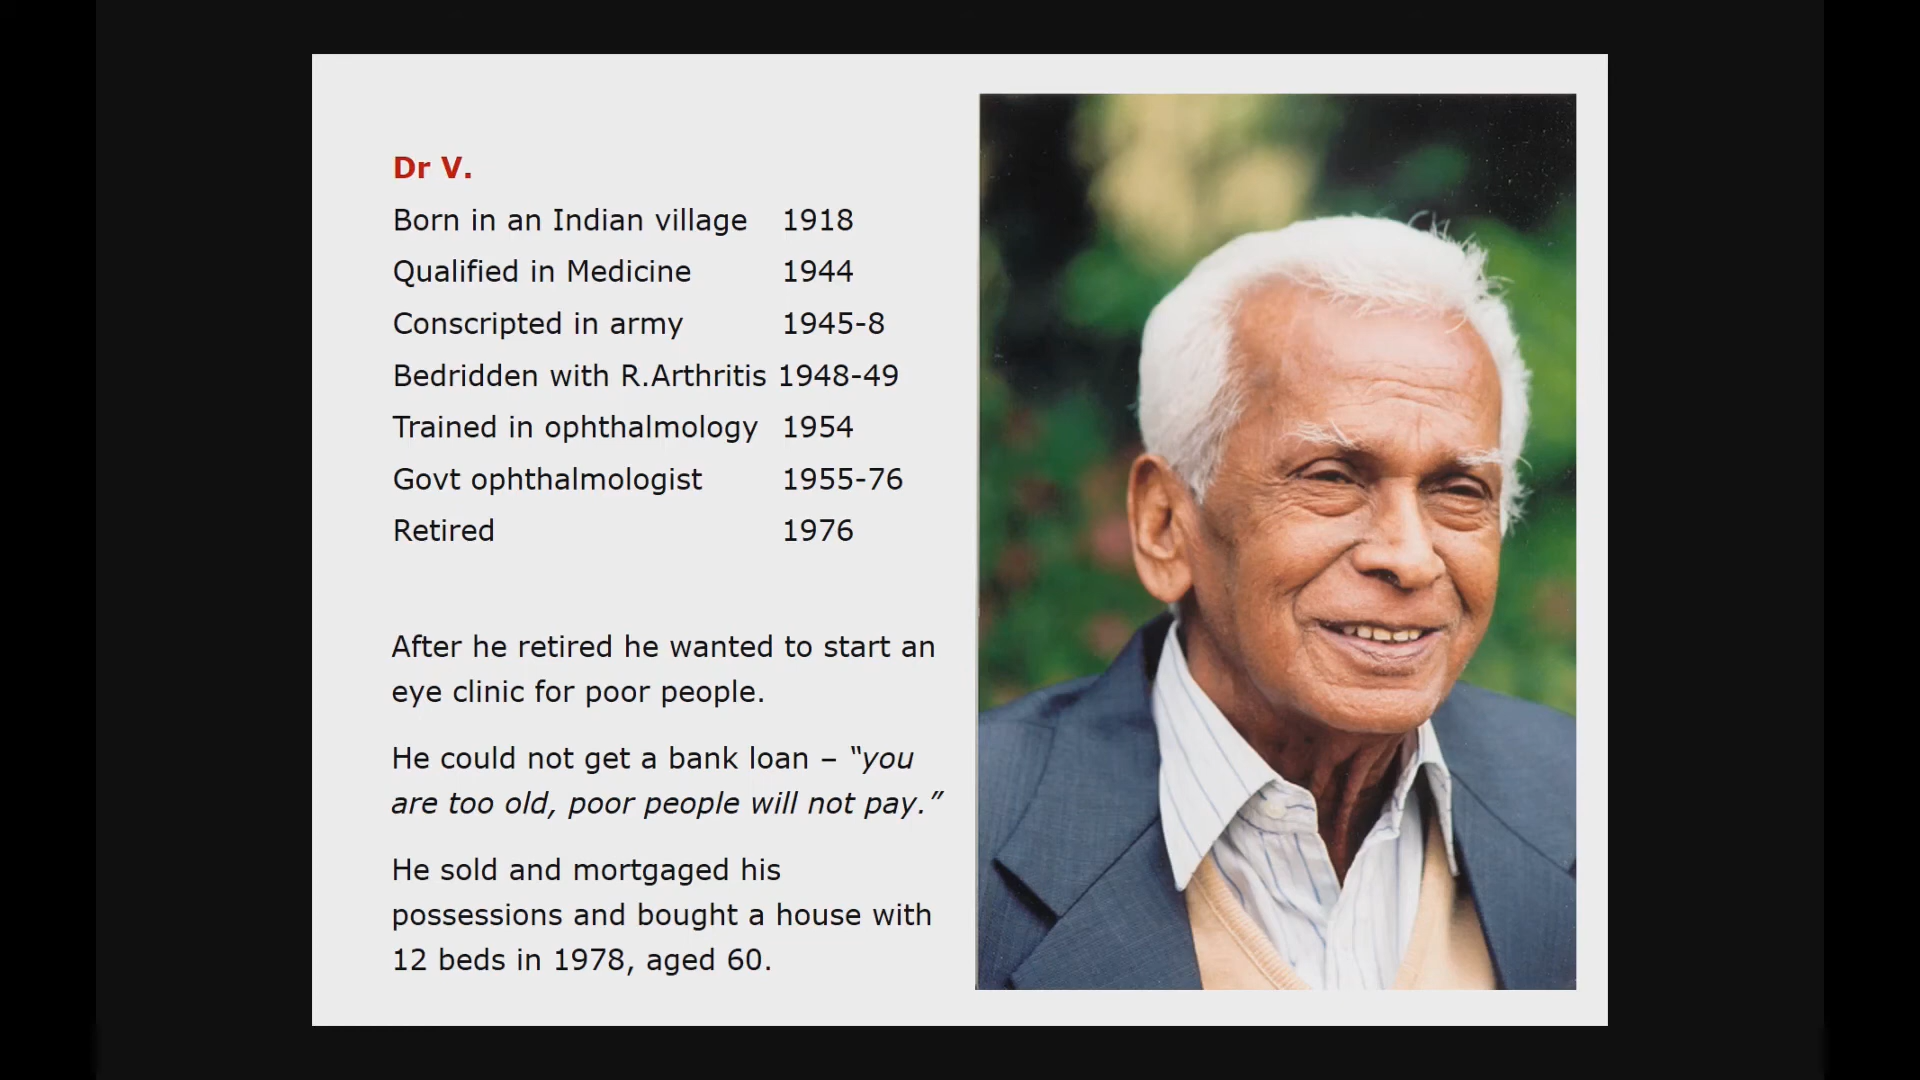 Dr V.
Born in an Indian village 1918
Qualified in Medicine 1944
Conscripted in army 1945-8
Bedridden with R.Arthritis 1948-49
Trained in ophthalmology 1954
Govt ophthalmologist 1955-76
Retired 1976
After he retired he wanted to start an
eye clinic for poor people.
He could not get a bank loan – “you
are too old, poor people will not pay.”
He sold and mortgaged his
possessions and bought a house with
12 beds in 1978, aged 60.